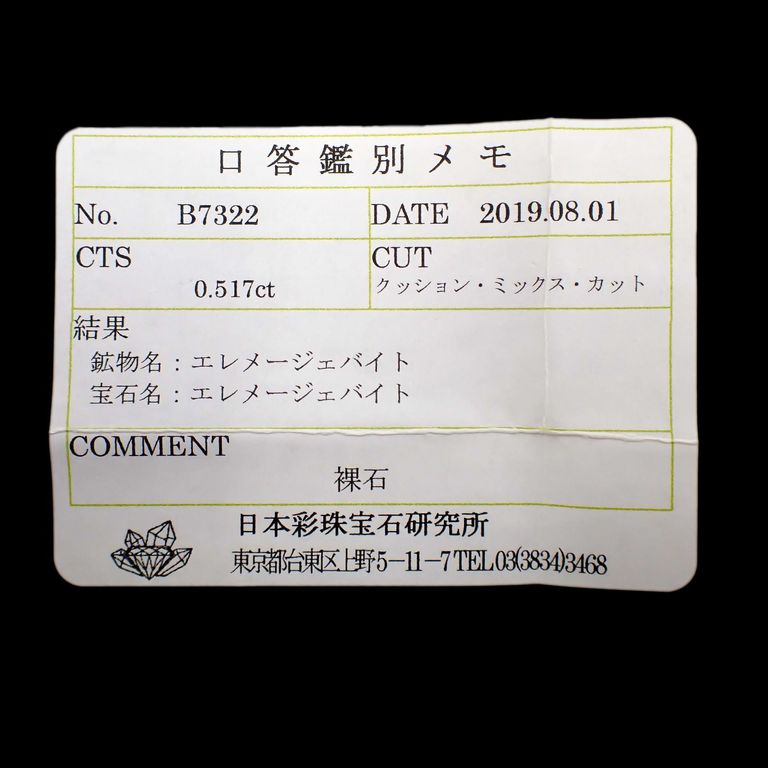 口答鑑別メモ
No. B7322 DATE 2019.08.01
CTS CUT
0.517ct クッション・ミックス・カット
結果
鉱物名：エレメージェバイト
宝石名：エレメージェバイト
COMMENT
裸石
日本彩珠宝石研究所
東京都台東区上野5－11－7 TEL03(3834)3468